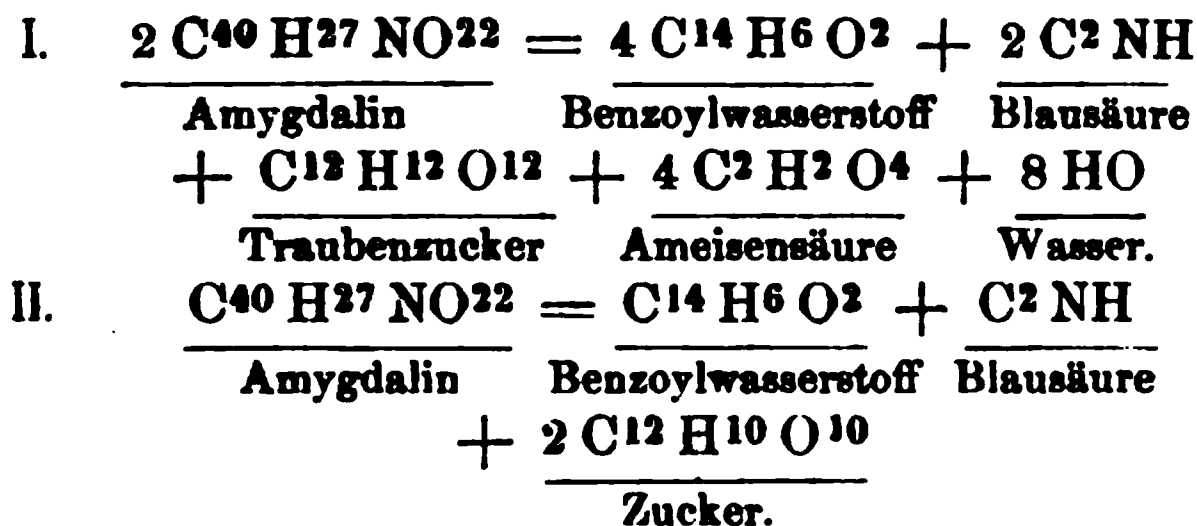 I. 2 C⁴⁰ H²⁷ NO²² = 4 C¹⁴ H⁶ O² + 2 C² NH
Amygdalin Benzoylwasserstoff Blausäure
+ C¹² H¹² O¹² + 4 C² H² O⁴ + 8 HO
Traubenzucker Ameisensäure Wasser.
II. C⁴⁰ H²⁷ NO²² = C¹⁴ H⁶ O² + C² NH
Amygdalin Benzoylwasserstoff Blausäure
+ 2 C¹² H¹⁰ O¹⁰
Zucker.